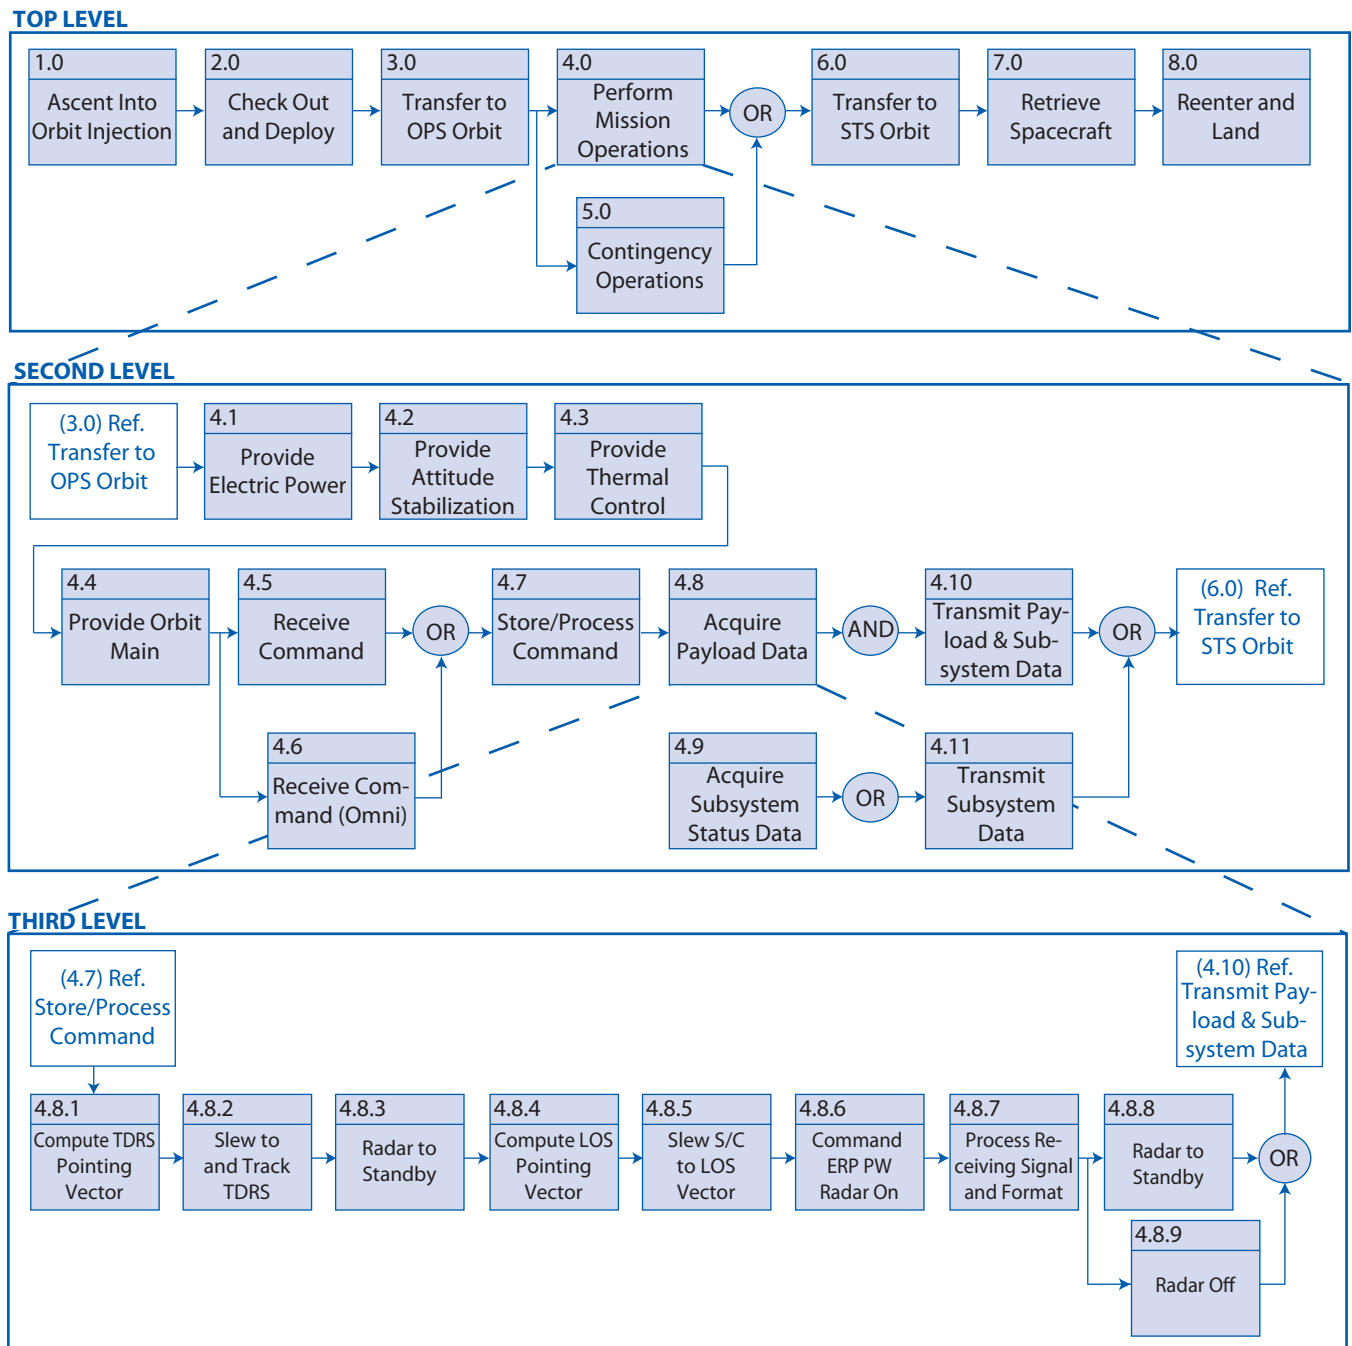 TOP LEVEL
1.0
Ascent Into
Orbit Injection
2.0
Check Out
and Deploy
3.0
Transfer to
OPS Orbit
4.0
Perform
Mission
Operations
OR
6.0
Transfer to
STS Orbit
7.0
Retrieve
Spacecraft
8.0
Reenter and
Land
5.0
Contingency
Operations
SECOND LEVEL
(3.0) Ref.
Transfer to
OPS Orbit
4.1
Provide
Electric Power
4.2
Provide
Attitude
Stabilization
4.3
Provide
Thermal
Control
4.4
Provide Orbit
Main
4.5
Receive
Command
OR
4.7
Store/Process
Command
4.8
Acquire
Payload Data
AND
4.10
Transmit Pay-
load & Sub-
system Data
OR
(6.0) Ref.
Transfer to
STS Orbit
4.6
Receive Com-
mand (Omni)
4.9
Acquire
Subsystem
Status Data
OR
4.11
Transmit
Subsystem
Data
THIRD LEVEL
(4.7) Ref.
Store/Process
Command
(4.10) Ref.
Transmit Pay-
load & Sub-
system Data
4.8.1
Compute TDRS
Pointing
Vector
4.8.2
Slew to
and Track
TDRS
4.8.3
Radar to
Standby
4.8.4
Compute LOS
Pointing
Vector
4.8.5
Slew S/C
to LOS
Vector
4.8.6
Command
ERP PW
Radar On
4.8.7
Process Re-
ceiving Signal
and Format
4.8.8
Radar to
Standby
OR
4.8.9
Radar Off